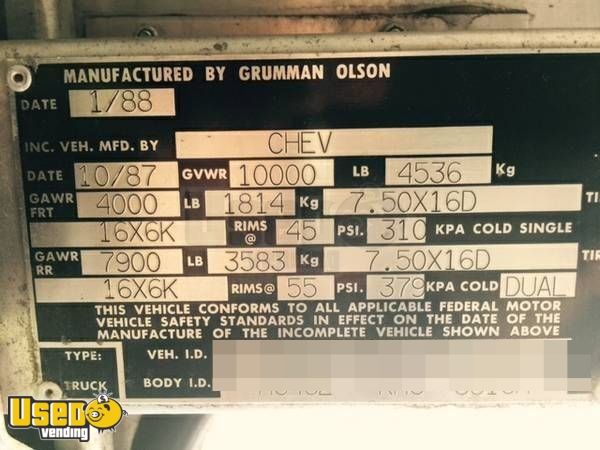 MANUFACTURED BY GRUMMAN OLSON
DATE 1/88
INC. VEH. MFD. BY CHEV
DATE 10/87 GVWR 10000 LB 4536 Kg
GAWR FRT 4000 LB 1814 Kg 7.50X16D
16X6K RIMS @ 45 PSI. 310 KPA COLD SINGLE
GAWR RR 7900 LB 3583 Kg 7.50X16D
16X6K RIMS@ 55 PSI. 379 KPA COLD DUAL
THIS VEHICLE CONFORMS TO ALL APPLICABLE FEDERAL MOTOR
VEHICLE SAFETY STANDARDS IN EFFECT ON THE DATE OF THE
MANUFACTURE OF THE INCOMPLETE VEHICLE SHOWN ABOVE
TYPE: VEH. I.D.
TRUCK BODY I.D.
Used vending